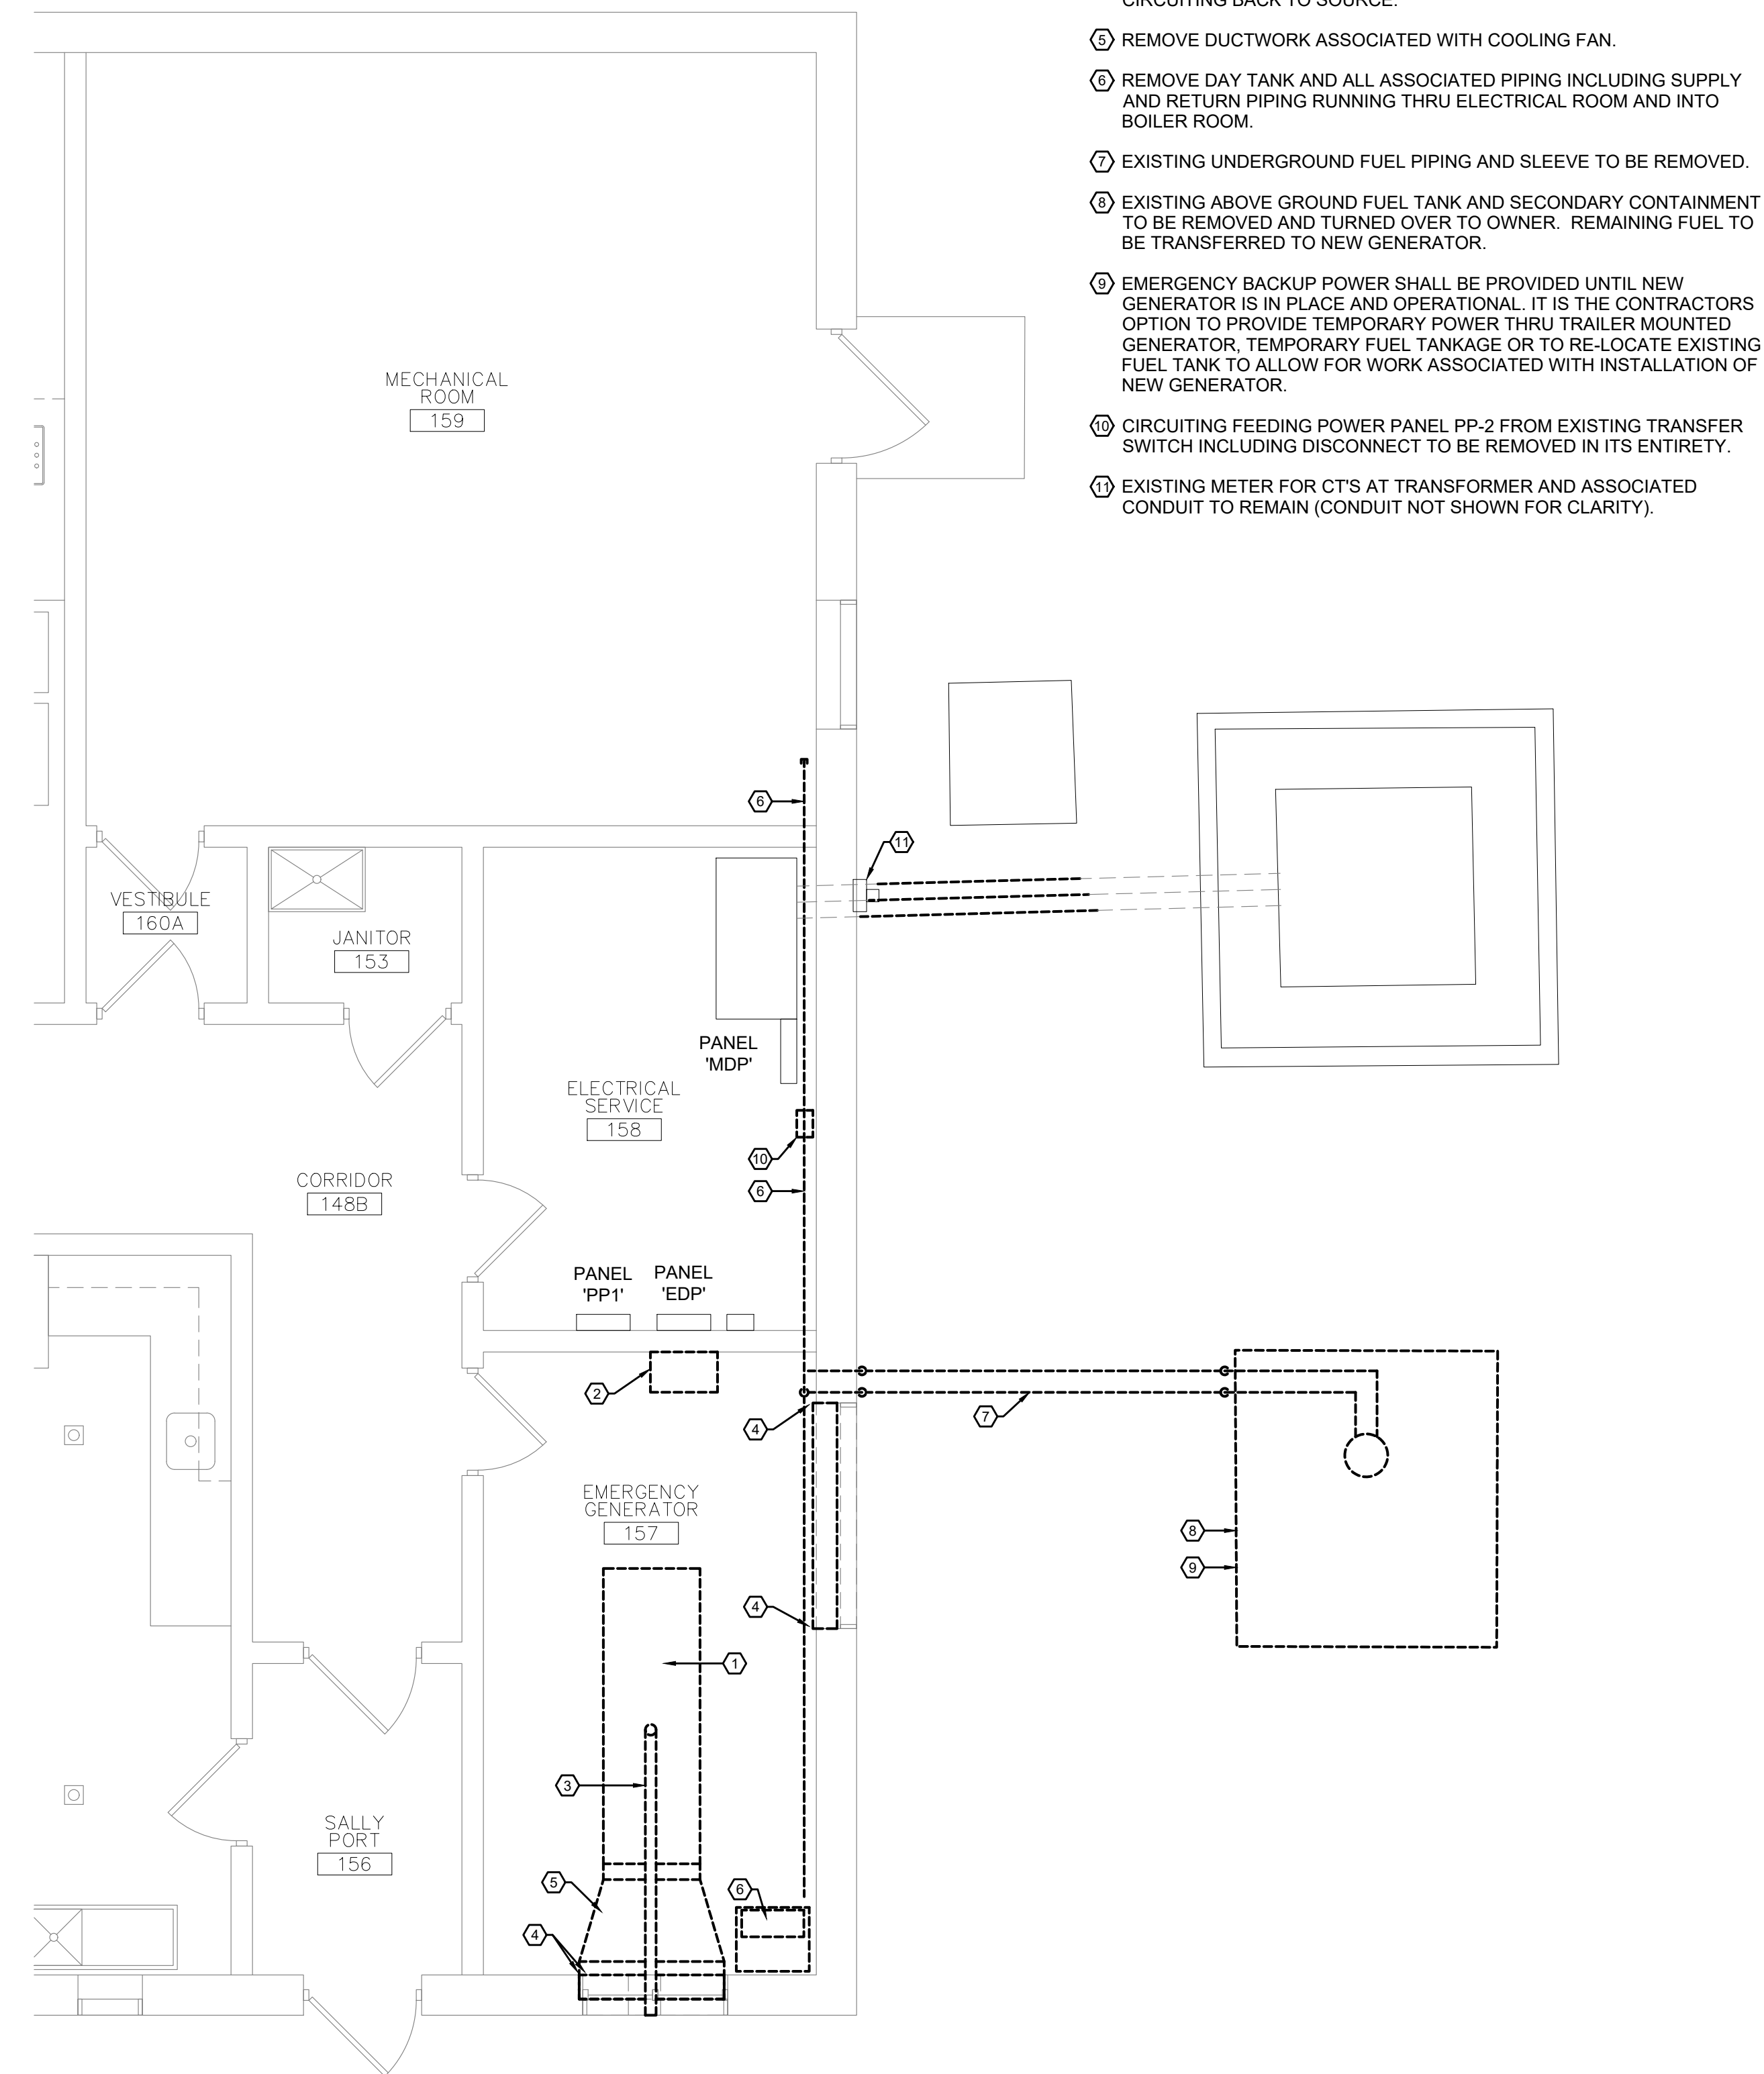 CIRCUITING BACK TO SOURCE.
5 REMOVE DUCTWORK ASSOCIATED WITH COOLING FAN.
6 REMOVE DAY TANK AND ALL ASSOCIATED PIPING INCLUDING SUPPLY
AND RETURN PIPING RUNNING THRU ELECTRICAL ROOM AND INTO
BOILER ROOM.
7 EXISTING UNDERGROUND FUEL PIPING AND SLEEVE TO BE REMOVED.
8 EXISTING ABOVE GROUND FUEL TANK AND SECONDARY CONTAINMENT
TO BE REMOVED AND TURNED OVER TO OWNER. REMAINING FUEL TO
BE TRANSFERRED TO NEW GENERATOR.
9 EMERGENCY BACKUP POWER SHALL BE PROVIDED UNTIL NEW
GENERATOR IS IN PLACE AND OPERATIONAL. IT IS THE CONTRACTORS
OPTION TO PROVIDE TEMPORARY POWER THRU TRAILER MOUNTED
GENERATOR, TEMPORARY FUEL TANKAGE OR TO RE-LOCATE EXISTING
FUEL TANK TO ALLOW FOR WORK ASSOCIATED WITH INSTALLATION OF
NEW GENERATOR.
10 CIRCUITING FEEDING POWER PANEL PP-2 FROM EXISTING TRANSFER
SWITCH INCLUDING DISCONNECT TO BE REMOVED IN ITS ENTIRETY.
11 EXISTING METER FOR CT'S AT TRANSFORMER AND ASSOCIATED
CONDUIT TO REMAIN (CONDUIT NOT SHOWN FOR CLARITY).
MECHANICAL
ROOM
159
6
11
VESTIBULE
160A
JANITOR
153
PANEL
'MDP'
ELECTRICAL
SERVICE
158
10
6
CORRIDOR
148B
PANEL
'PP1'
PANEL
'EDP'
2
4
7
EMERGENCY
GENERATOR
157
8
9
4
1
3
SALLY
PORT
156
5
6
4